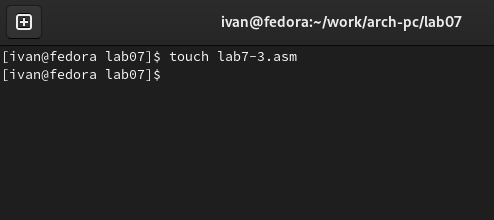 ivan@fedora:~/work/arch-pc/lab07
[ivan@fedora lab07]$ touch lab7-3.asm
[ivan@fedora lab07]$